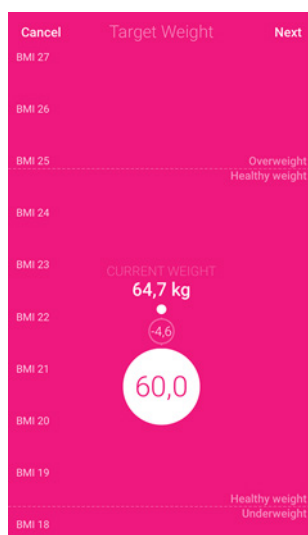 Cancel Target Weight Next
BMI 27
BMI 26
BMI 25
Overweight
Healthy weight
BMI 24
BMI 23
CURRENT WEIGHT
64,7 kg
BMI 22
-4,6
BMI 21
60,0
BMI 20
BMI 19
Healthy weight
Underweight
BMI 18